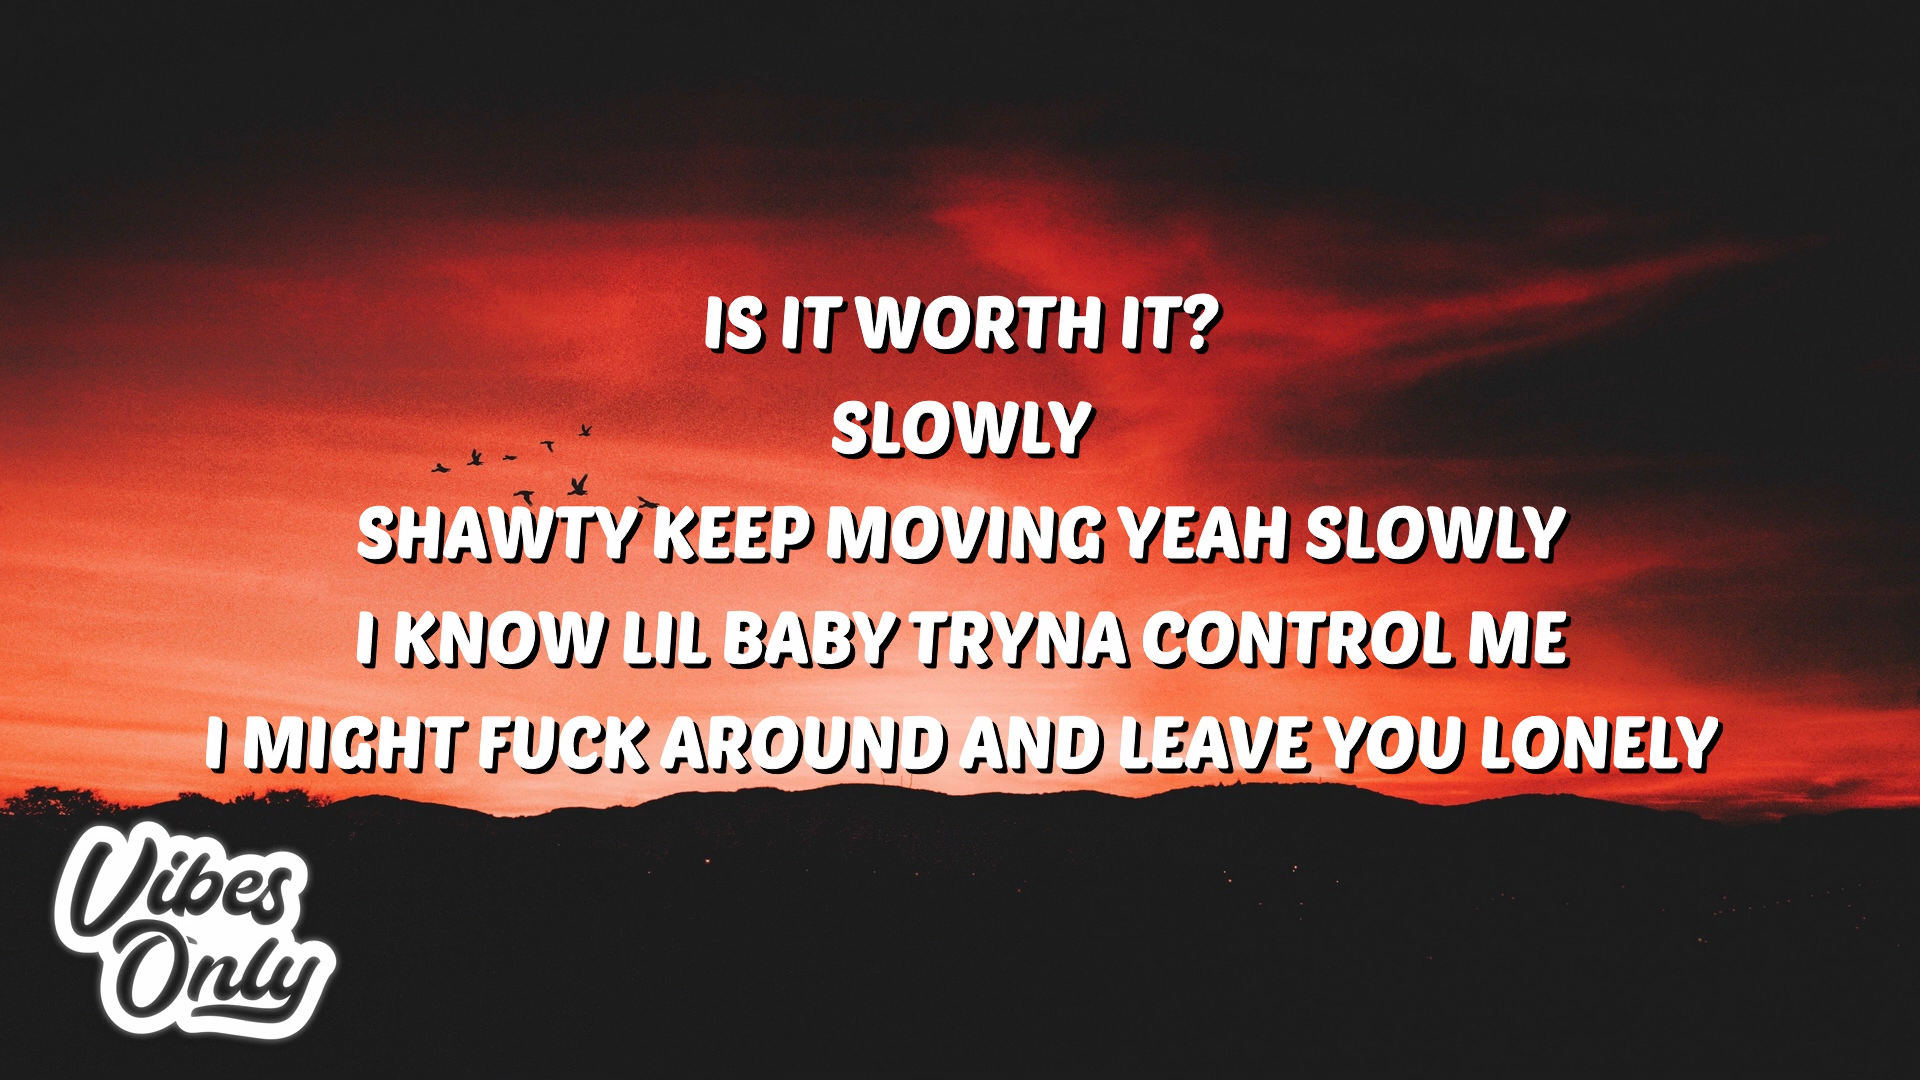 IS IT WORTH IT?
SLOWLY
SHAWTY KEEP MOVING YEAH SLOWLY
I KNOW LIL BABY TRYNA CONTROL ME
I MIGHT FUCK AROUND AND LEAVE YOU LONELY
Vibes
Only